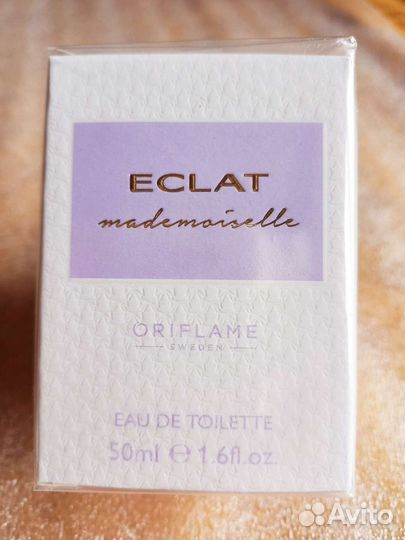 ECLAT
mademoiselle
ORIFLAME
SWEDEN
EAU DE TOILETTE
50ml ℮ 1.6fl.oz.
Avito